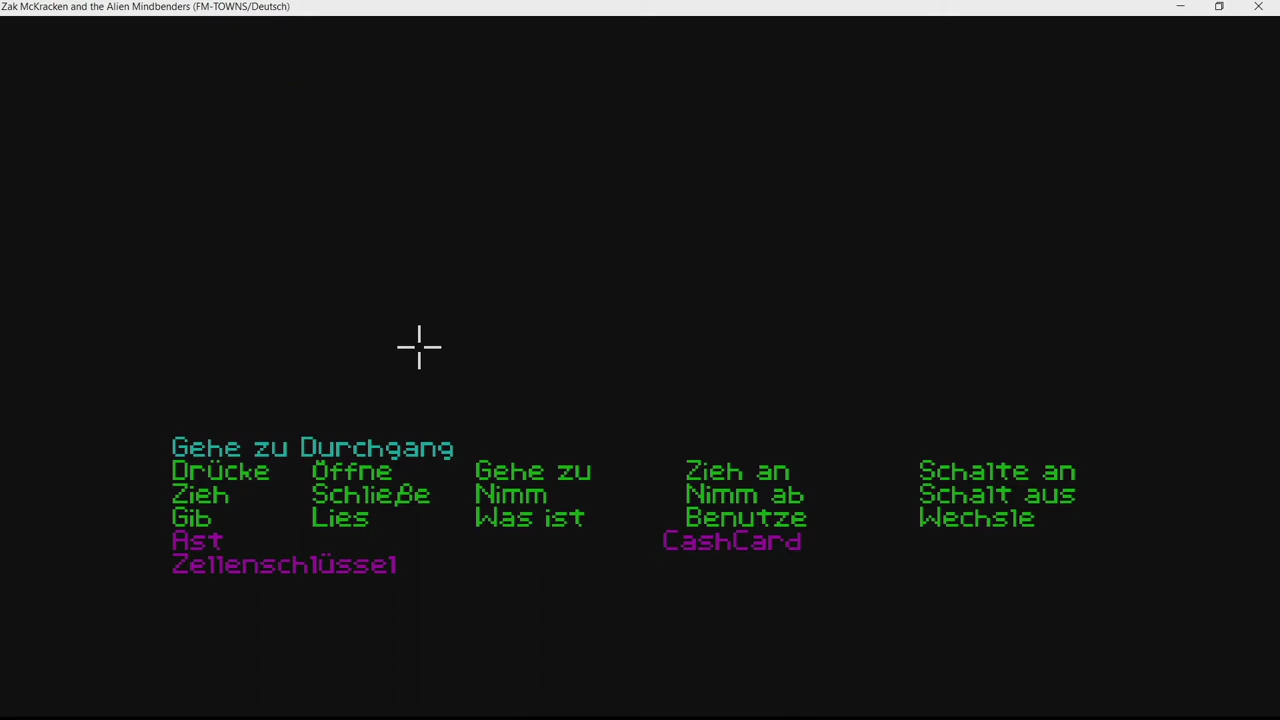 Zak McKracken and the Alien Mindbenders (FM-TOWNS/Deutsch)
Gehe zu Durchgang
Drücke Öffne Gehe zu Zieh an Schalte an
Zieh Schließe Nimm Nimm ab Schalt aus
Gib Lies Was ist Benutze Wechsle
Ast CashCard
Zellenschlüssel